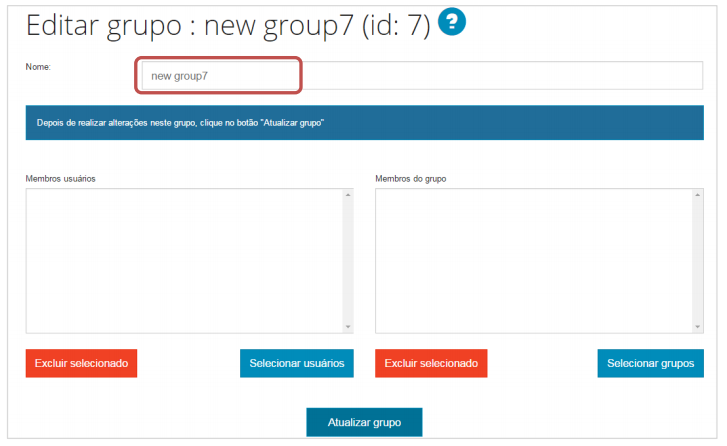 Editar grupo : new group7 (id: 7) ?
Nome:
new group7
Depois de realizar alterações neste grupo, clique no botão "Atualizar grupo"
Membros usuários
Membros do grupo
Excluir selecionado
Selecionar usuários
Excluir selecionado
Selecionar grupos
Atualizar grupo